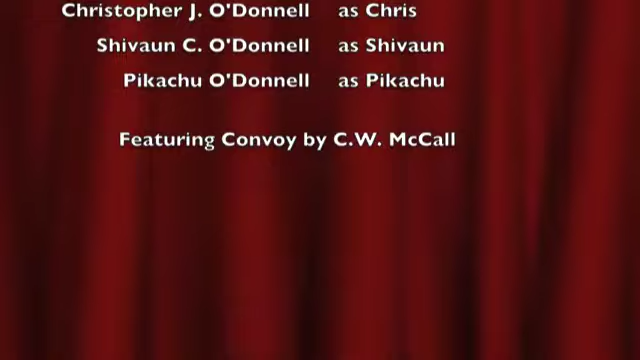 Christopher J. O'Donnell as Chris
Shivaun C. O'Donnell as Shivaun
Pikachu O'Donnell as Pikachu
Featuring Convoy by C.W. McCall